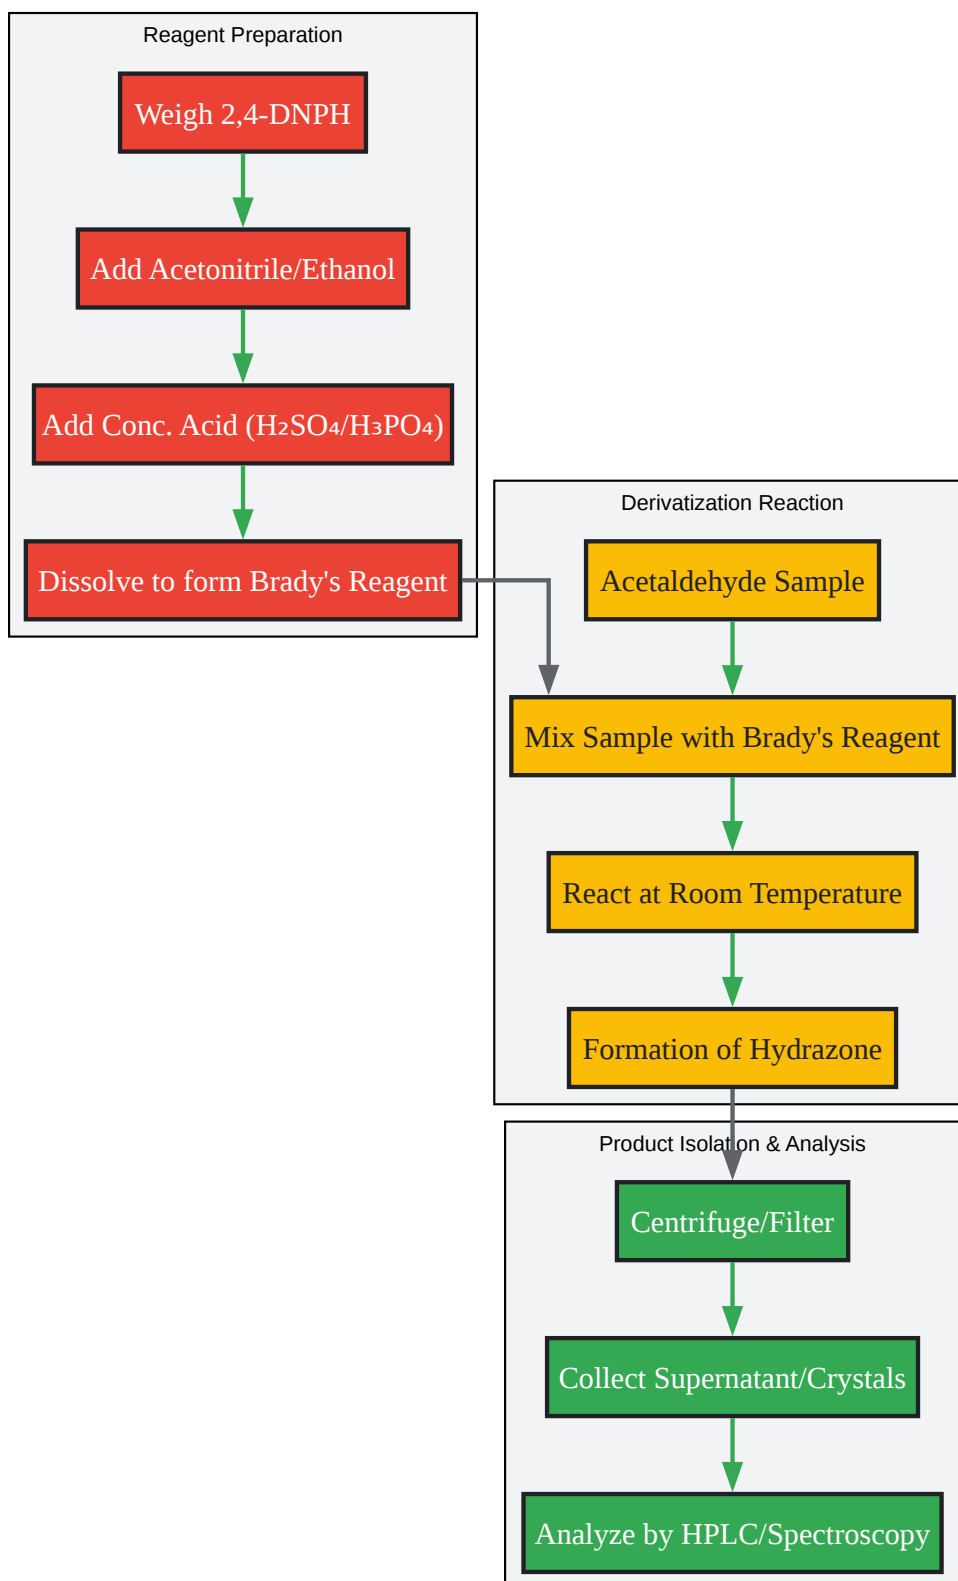 Reagent Preparation
Weigh 2,4-DNPH
Add Acetonitrile/Ethanol
Add Conc. Acid (H₂SO₄/H₃PO₄)
Dissolve to form Brady's Reagent
Derivatization Reaction
Acetaldehyde Sample
Mix Sample with Brady's Reagent
React at Room Temperature
Formation of Hydrazone
Product Isolation & Analysis
Centrifuge/Filter
Collect Supernatant/Crystals
Analyze by HPLC/Spectroscopy